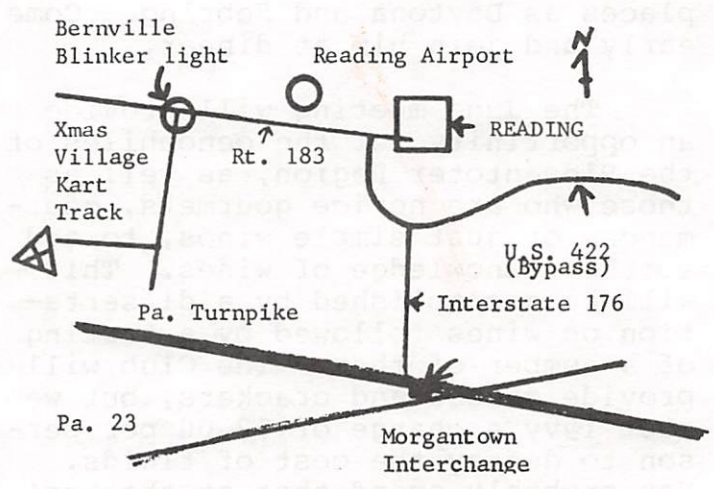 Bernville
Blinker light
Reading Airport
N
Xmas
Village
Kart
Track
Rt. 183
READING
U.S. 422
(Bypass)
Interstate 176
Pa. Turnpike
Pa. 23
Morgantown
Interchange